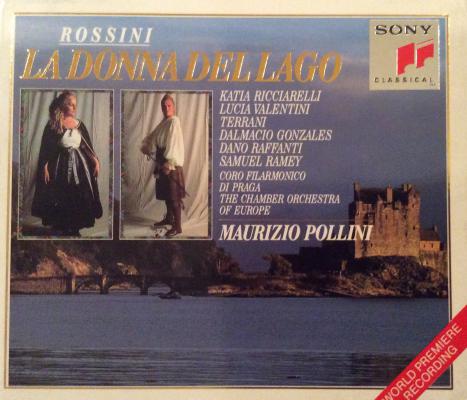 ROSSINI
LA DONNA DEL LAGO
SONY
CLASSICAL
KATIA RICCIARELLI
LUCIA VALENTINI
TERRANI
DALMACIO GONZALES
DANO RAFFANTI
SAMUEL RAMEY
CORO FILARMONICO
DI PRAGA
THE CHAMBER ORCHESTRA
OF EUROPE
MAURIZIO POLLINI
WORLD PREMIERE
RECORDING